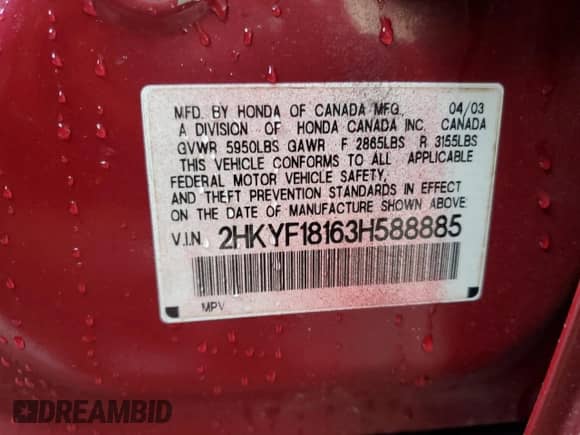 MFD. BY HONDA OF CANADA MFG., 04/03
A DIVISION OF HONDA CANADA INC. CANADA
GVWR 5950LBS GAWR F 2865LBS R 3155LBS
THIS VEHICLE CONFORMS TO ALL APPLICABLE
FEDERAL MOTOR VEHICLE SAFETY,
AND THEFT PREVENTION STANDARDS IN EFFECT
ON THE DATE OF MANUFACTURE SHOWN ABOVE
V.I.N. 2HKYF18163H588885
MPV
DREAMBID